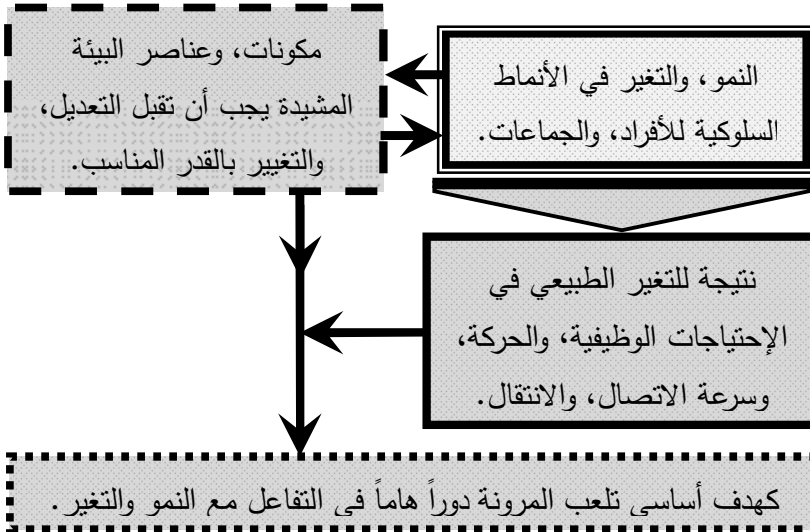 النمو، والتغير في الأنماط
السلوكية للأفراد، والجماعات.
مكونات، وعناصر البيئة
المشيدة يجب أن تقبل التعديل،
والتغيير بالقدر المناسب.
نتيجة للتغير الطبيعي في
الإحتياجات الوظيفية، والحركة،
وسرعة الاتصال، والانتقال.
كهدف أساسي تلعب المرونة دوراً هاماً في التفاعل مع النمو والتغير.